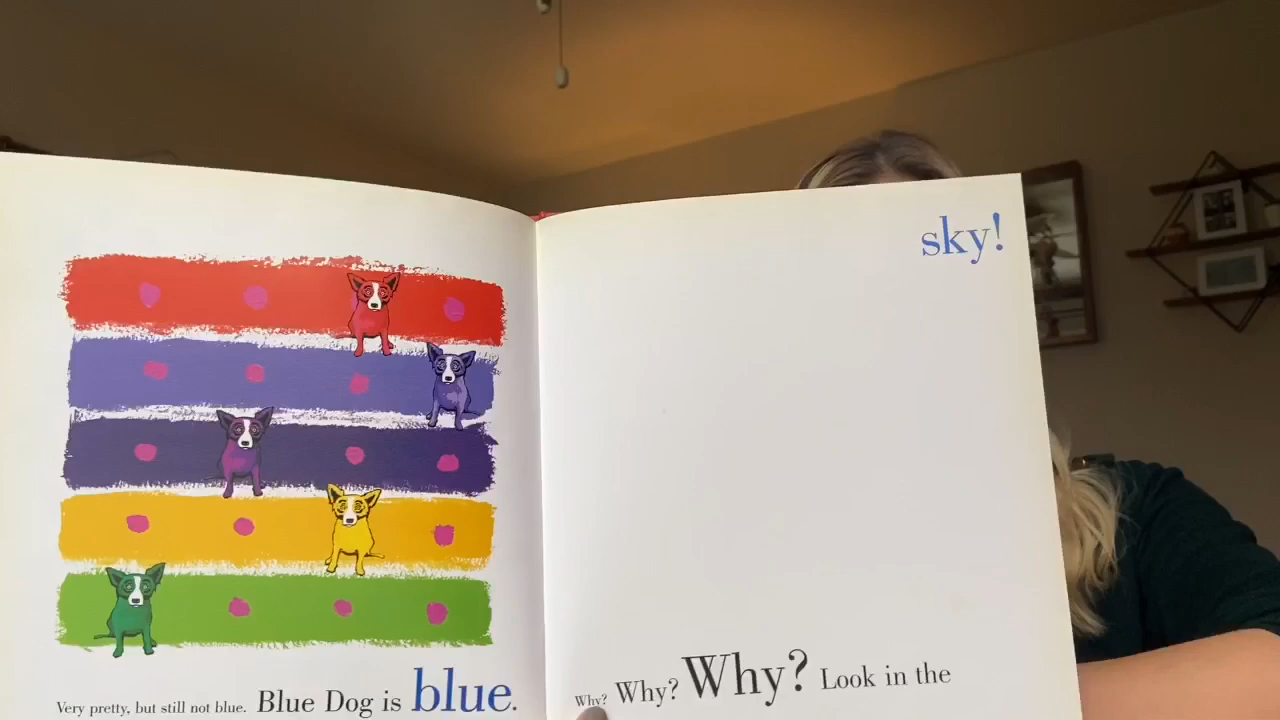 Very pretty, but still not blue. Blue Dog is blue.
Why? Why? Why? Look in the
sky!